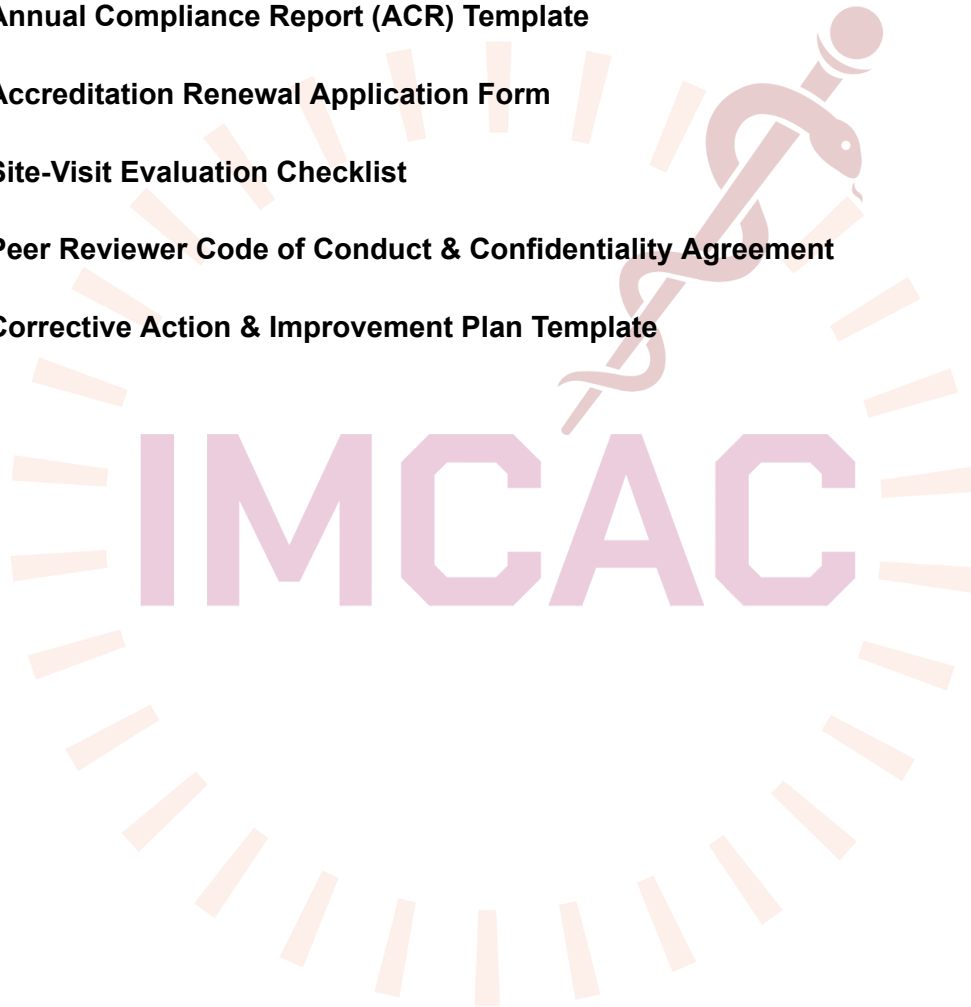 Annual Compliance Report (ACR) Template
Accreditation Renewal Application Form
Site-Visit Evaluation Checklist
Peer Reviewer Code of Conduct & Confidentiality Agreement
Corrective Action & Improvement Plan Template
IMCAC